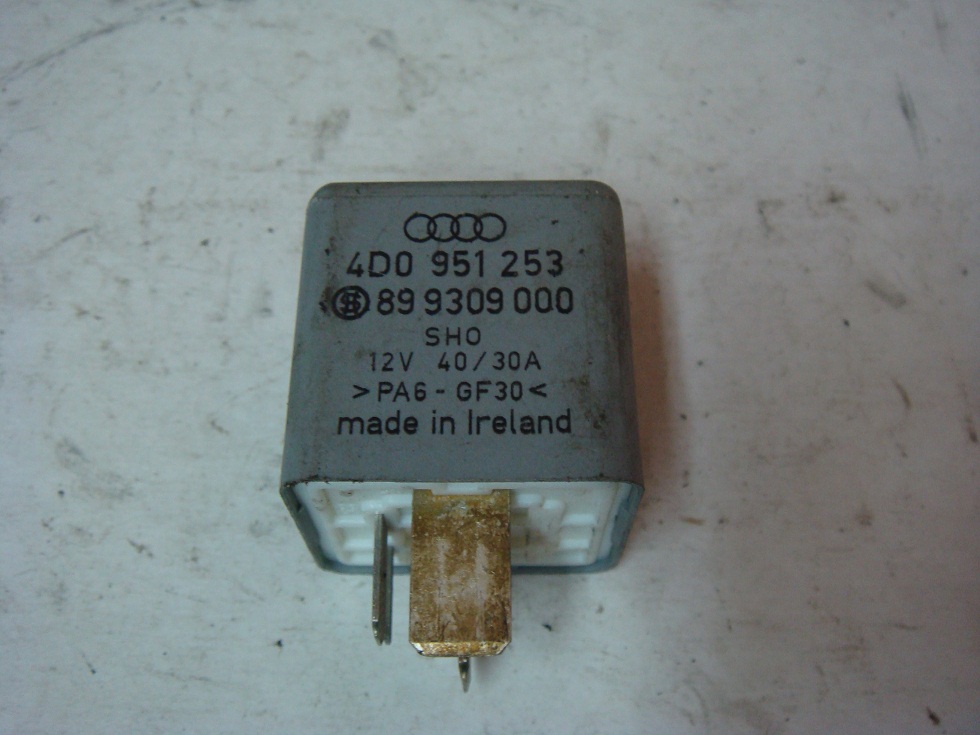 4D0 951 253
89 9309 000
SHO
12V 40/30A
>PA6-GF30<
made in Ireland